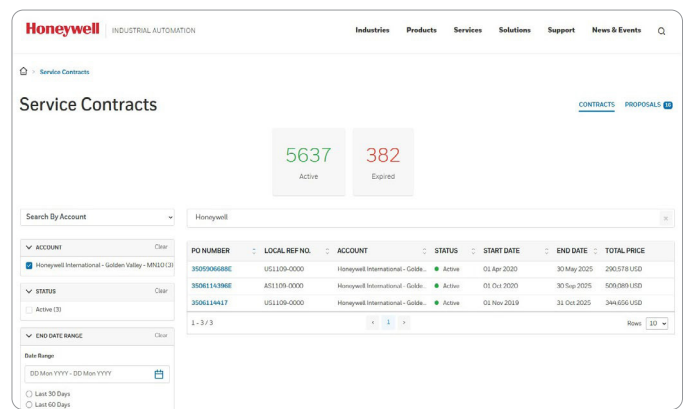 Honeywell | INDUSTRIAL AUTOMATION
Industries Products Services Solutions Support News & Events
> Service Contracts
Service Contracts
CONTRACTS PROPOSALS 10
5637
Active
382
Expired
Search By Account
Honeywell x
ACCOUNT Clear
Honeywell International - Golden Valley - MN10 (3)
STATUS Clear
Active (3)
END DATE RANGE Clear
Date Range
DD Mon YYYY - DD Mon YYYY
Last 30 Days
Last 60 Days
PO NUMBER LOCAL REF NO. ACCOUNT STATUS START DATE END DATE TOTAL PRICE
3505906688E US1109-0000 Honeywell International - Golde... Active 01 Apr 2020 30 May 2025 290,578 USD
3506114396E AS1109-0000 Honeywell International - Golde... Active 01 Oct 2020 30 Sep 2025 509,089 USD
3506114417 US1109-0000 Honeywell International - Golde... Active 01 Nov 2019 31 Oct 2025 344,656 USD
1 - 3 / 3 < 1 > Rows 10